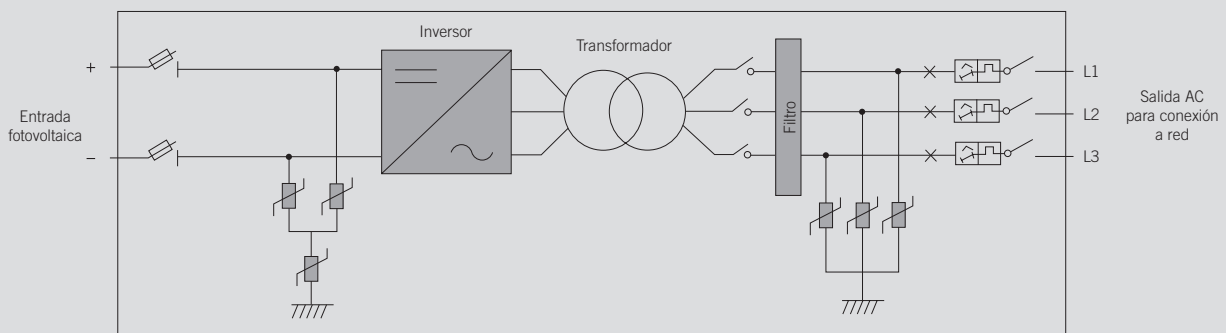 Inversor
Transformador
+
Entrada
fotovoltaica
−
Filtro
L1
L2
L3
Salida AC
para conexión
a red